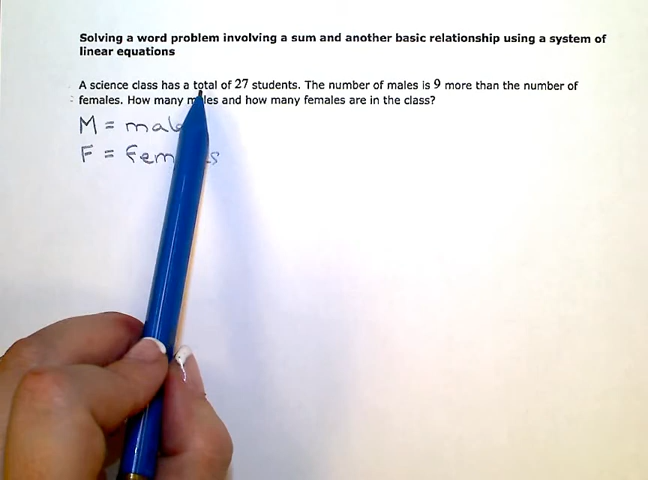 Solving a word problem involving a sum and another basic relationship using a system of
linear equations
A science class has a total of 27 students. The number of males is 9 more than the number of
females. How many males and how many females are in the class?
M =
F =